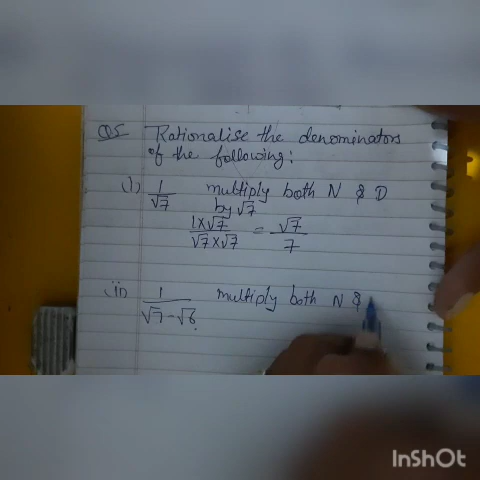 Q5 Rationalise the denominators
of the following:
i) 1/√7 multiply both N & D
by √7
1×√7/√7×√7 = √7/7
ii) 1/√7-√6 multiply both N &
InShOt